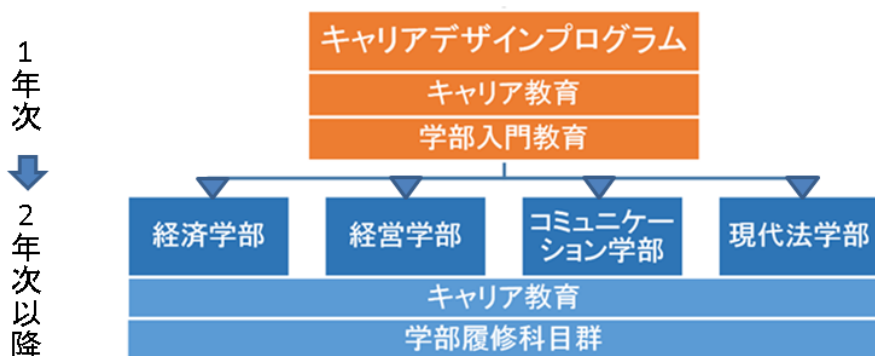 1年次
キャリアデザインプログラム
キャリア教育
学部入門教育
2年次以降
経済学部
経営学部
コミュニケー
ション学部
現代法学部
キャリア教育
学部履修科目群